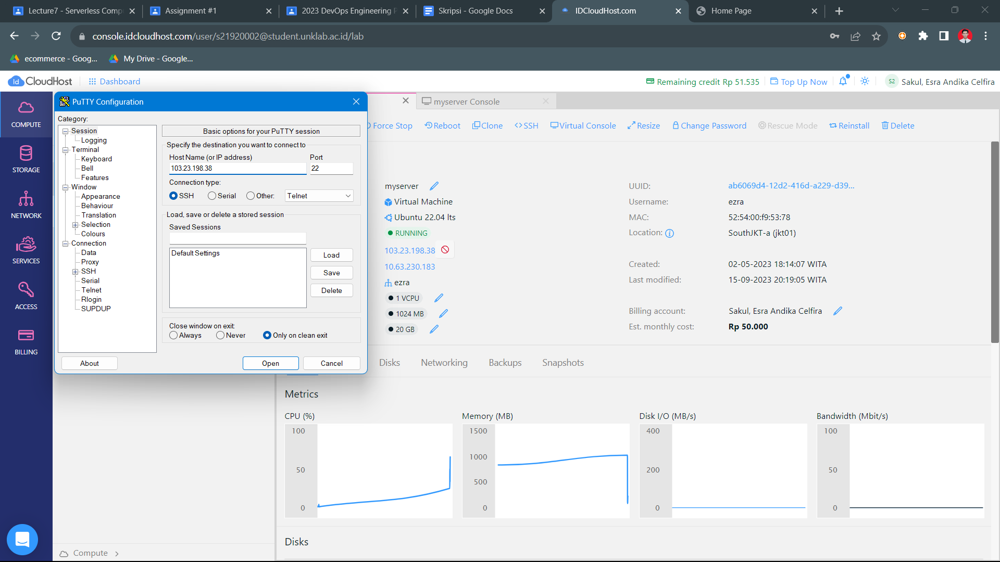 Lecture7 - Serverless Comp
Assignment #1
2023 DevOps Engineering P
Skripsi - Google Docs
IDCloudHost.com
Home Page
console.idcloudhost.com/user/s21920002@student.unklab.ac.id/lab
ecommerce - Goog...
My Drive - Google...
Id CloudHost
Dashboard
Remaining credit Rp 51.535
Top Up Now
S2
Sakul, Esra Andika Celfira
COMPUTE
STORAGE
NETWORK
SERVICES
ACCESS
BILLING
PuTTY Configuration
Category:
Session
Logging
Terminal
Keyboard
Bell
Features
Window
Appearance
Behaviour
Translation
Selection
Colours
Connection
Data
Proxy
SSH
Serial
Telnet
Rlogin
SUPDUP
Basic options for your PuTTY session
Specify the destination you want to connect to
Host Name (or IP address)
Port
103.23.198.38
22
Connection type:
SSH
Serial
Other:
Telnet
Load, save or delete a stored session
Saved Sessions
Default Settings
Load
Save
Delete
Close window on exit:
Always
Never
Only on clean exit
About
Open
Cancel
myserver Console
Force Stop
Reboot
Clone
SSH
Virtual Console
Resize
Change Password
Rescue Mode
Reinstall
Delete
myserver
Virtual Machine
Ubuntu 22.04 lts
RUNNING
103.23.198.38
10.63.230.183
ezra
1 VCPU
1024 MB
20 GB
UUID:
ab6069d4-12d2-416d-a229-d39...
Username:
ezra
MAC:
52:54:00:f9:53:78
Location:
SouthJKT-a (jkt01)
Created:
02-05-2023 18:14:07 WITA
Last modified:
15-09-2023 20:19:05 WITA
Billing account:
Sakul, Esra Andika Celfira
Est. monthly cost:
Rp 50.000
Disks
Networking
Backups
Snapshots
Metrics
CPU (%)
100
50
0
Memory (MB)
1500
1000
500
0
Disk I/O (MB/s)
400
200
0
Bandwidth (Mbit/s)
100
50
0
Disks
Compute